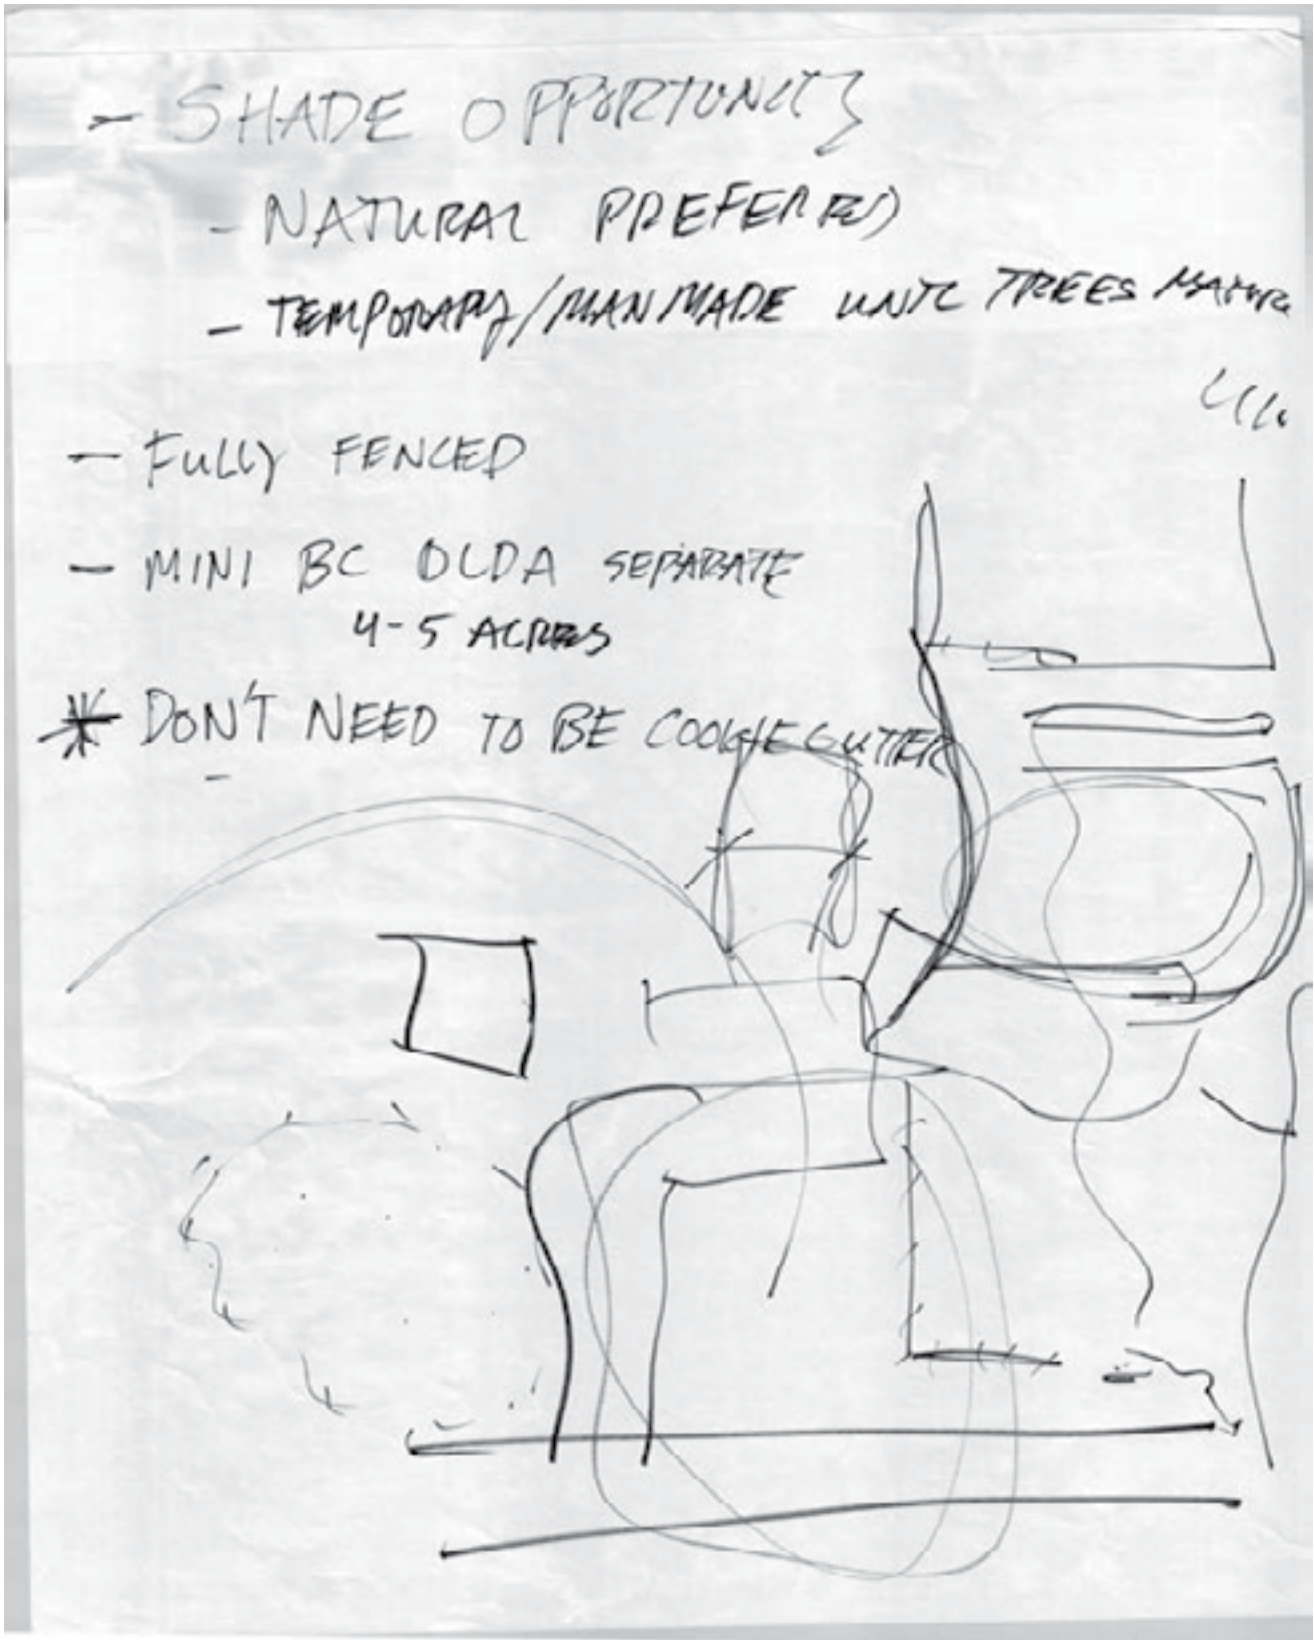 - SHADE OPPORTUNITY
- NATURAL PREFERRED
- TEMPORARY/MANMADE UNTIL TREES MATURE
- FULLY FENCED
- MINI BC OLDA SEPARATE
4-5 ACRES
* DON'T NEED TO BE COOKIE CUTTER